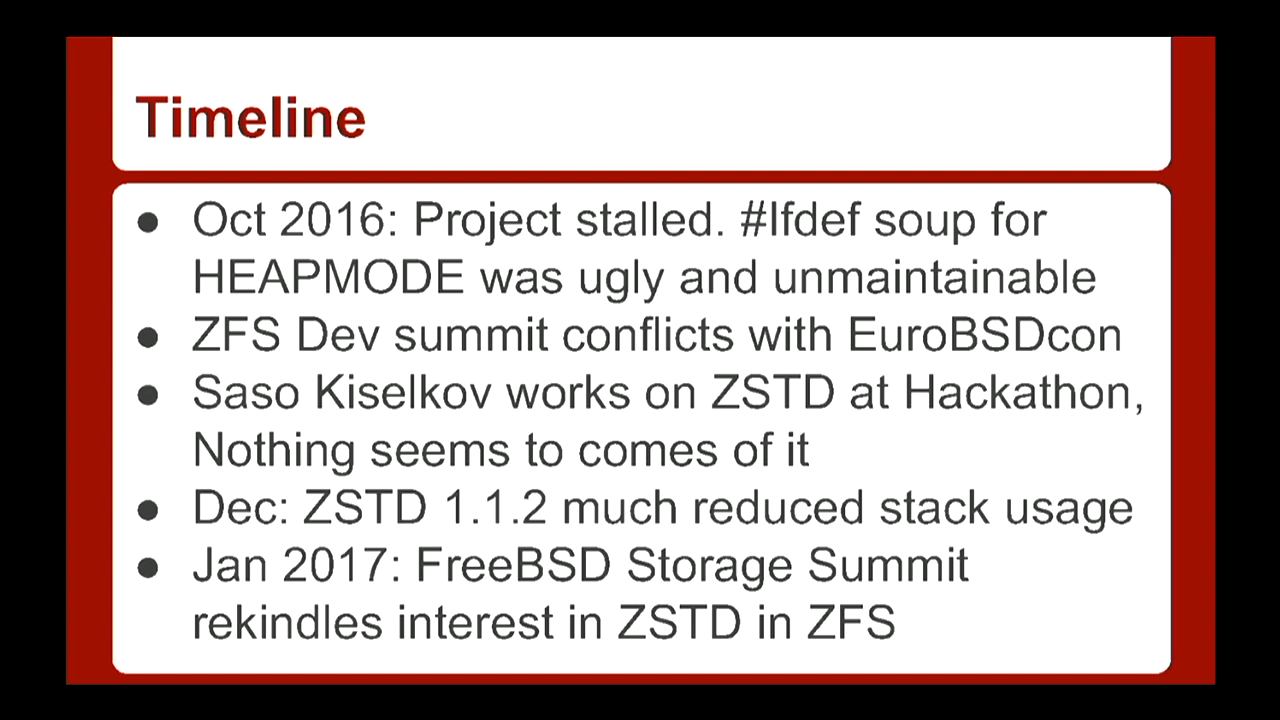 Timeline
● Oct 2016: Project stalled. #Ifdef soup for
HEAPMODE was ugly and unmaintainable
● ZFS Dev summit conflicts with EuroBSDcon
● Saso Kiselkov works on ZSTD at Hackathon,
Nothing seems to comes of it
● Dec: ZSTD 1.1.2 much reduced stack usage
● Jan 2017: FreeBSD Storage Summit
rekindles interest in ZSTD in ZFS